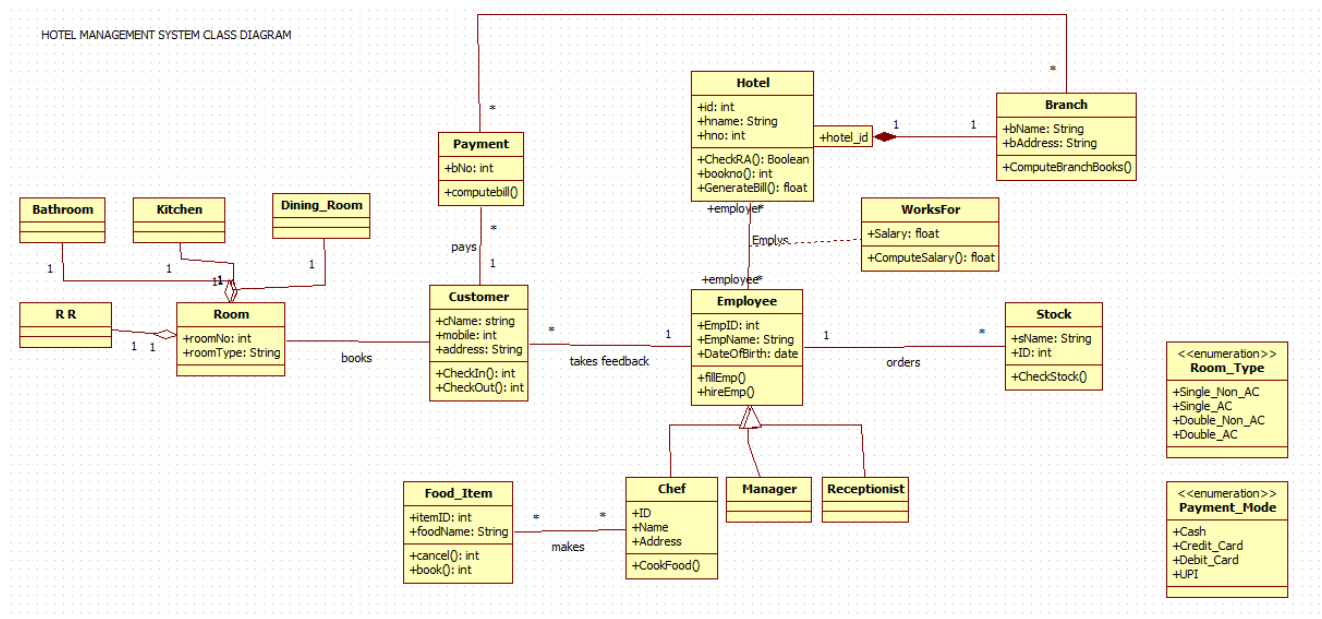 HOTEL MANAGEMENT SYSTEM CLASS DIAGRAM
*
*
Hotel
+id: int
+hname: String
+hno: int
+CheckRA(): Boolean
+bookno(): int
+GenerateBill(): float
+hotel_id
1
1
Branch
+bName: String
+bAddress: String
+ComputeBranchBooks()
Payment
+bNo: int
+computebill()
*
pays
1
Bathroom
Kitchen
Dining_Room
1
1
1
1
1
1
R R
1
1
Room
+roomNo: int
+roomType: String
books
Customer
+cName: string
+mobile: int
+address: String
+CheckIn(): int
+CheckOut(): int
+employer
*
Emplys
+employee
*
WorksFor
+Salary: float
+ComputeSalary(): float
*
1
takes feedback
Employee
+EmpID: int
+EmpName: String
+DateOfBirth: date
+fillEmp()
+hireEmp()
1
*
orders
Stock
+sName: String
+ID: int
+CheckStock()
<<enumeration>>
Room_Type
+Single_Non_AC
+Single_AC
+Double_Non_AC
+Double_AC
Food_Item
+itemID: int
+foodName: String
+cancel(): int
+book(): int
*
*
makes
Chef
+ID
+Name
+Address
+CookFood()
Manager
Receptionist
<<enumeration>>
Payment_Mode
+Cash
+Credit_Card
+Debit_Card
+UPI